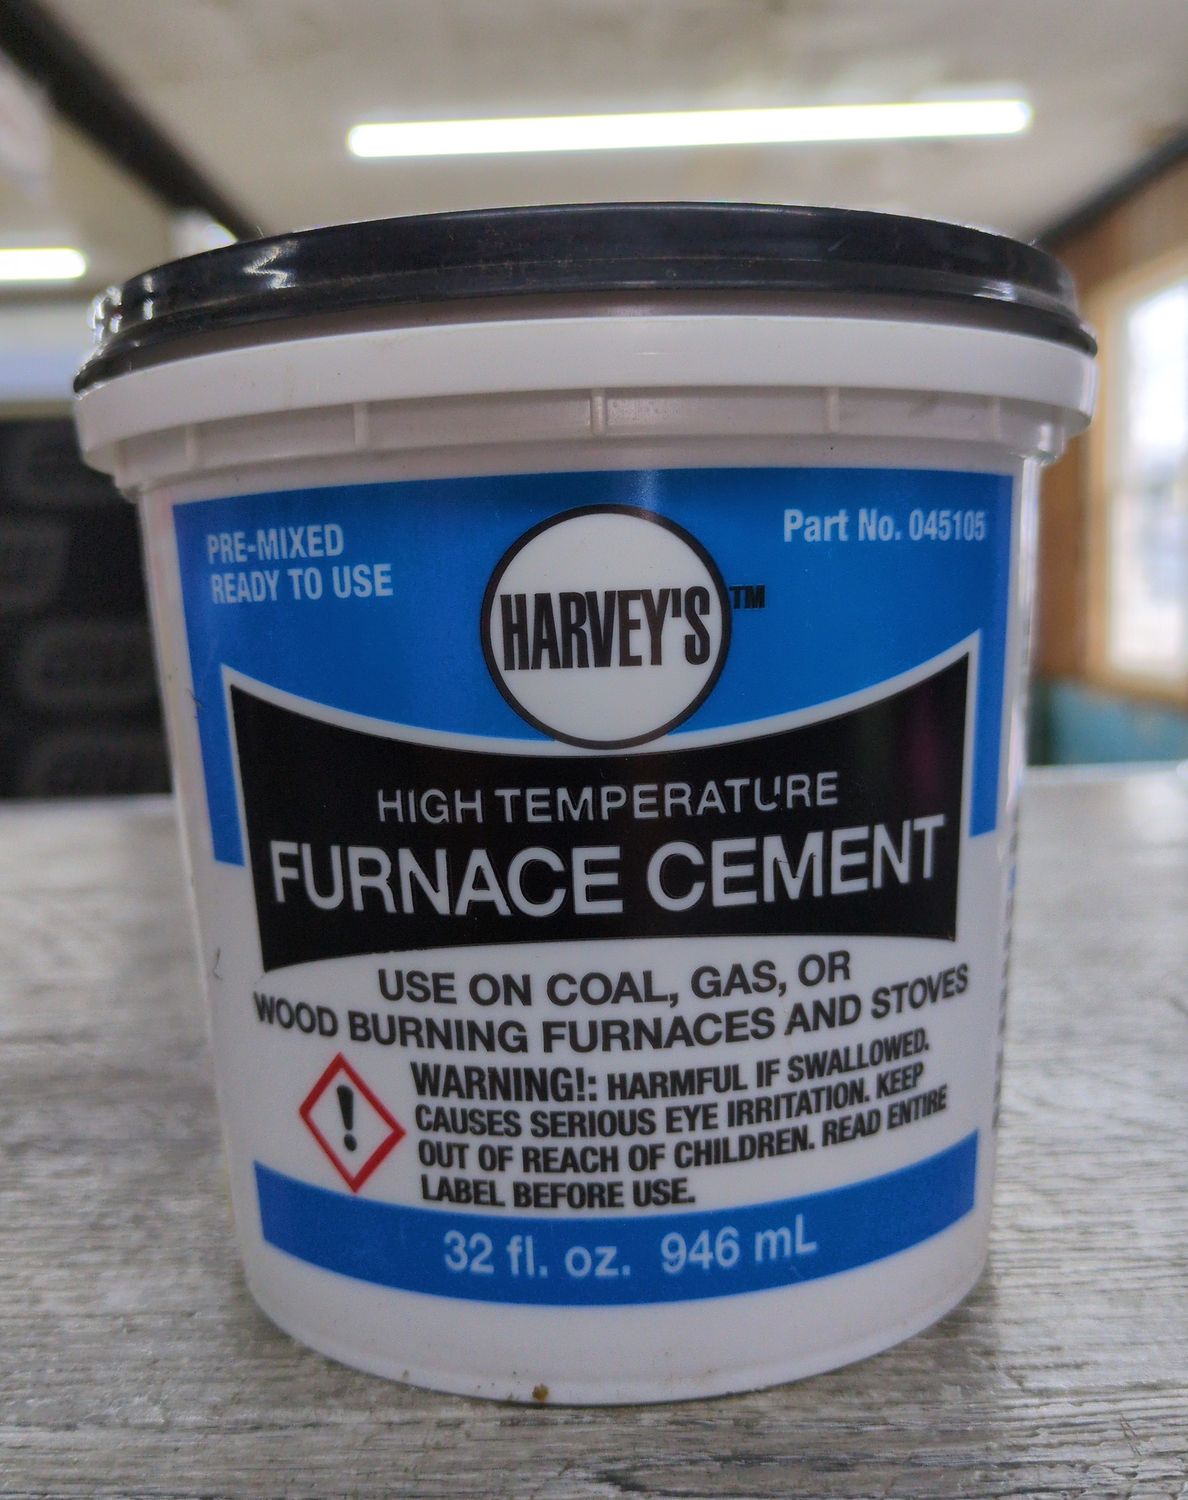 PRE-MIXED
READY TO USE
Part No. 045105
HARVEY'S™
HIGH TEMPERATURE
FURNACE CEMENT
USE ON COAL, GAS, OR
WOOD BURNING FURNACES AND STOVES
WARNING!: HARMFUL IF SWALLOWED.
CAUSES SERIOUS EYE IRRITATION. KEEP
OUT OF REACH OF CHILDREN. READ ENTIRE
LABEL BEFORE USE.
32 fl. oz. 946 mL